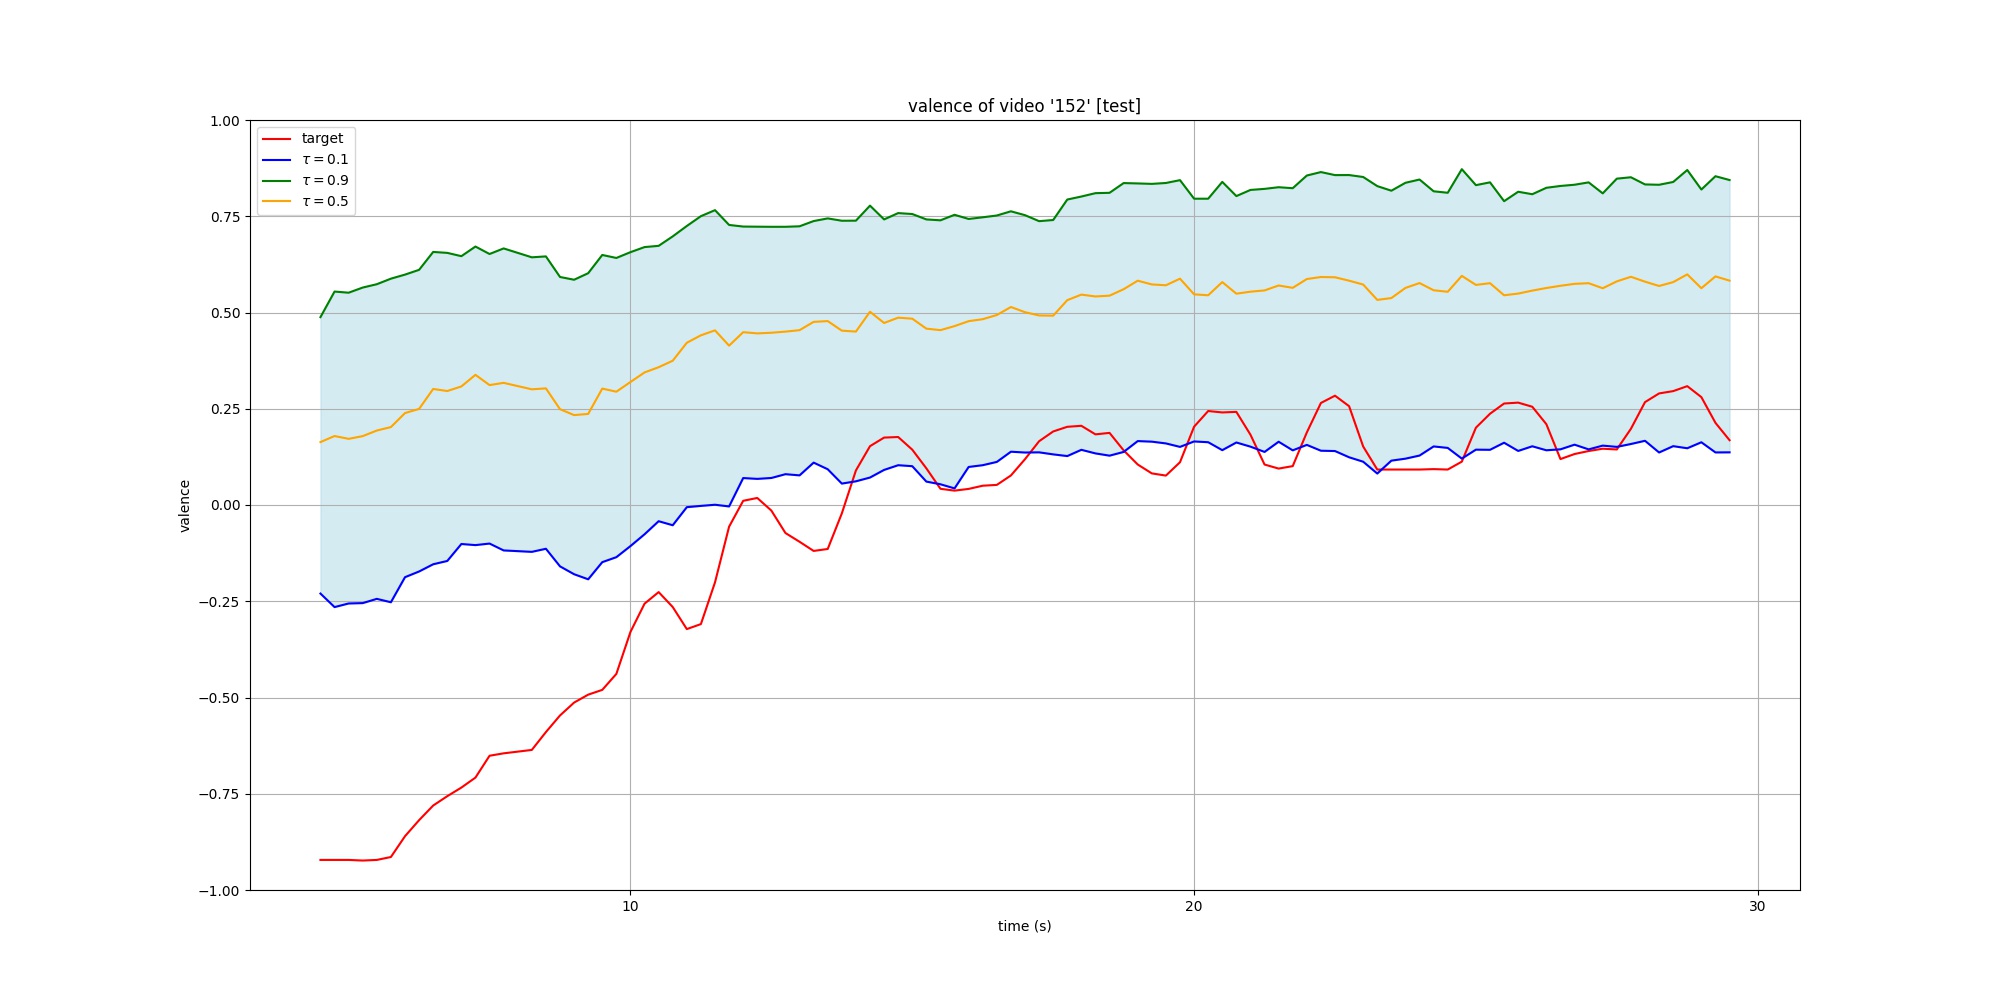 valence of video '152' [test]
target
τ = 0.1
τ = 0.9
τ = 0.5
1.00
0.75
0.50
0.25
0.00
−0.25
−0.50
−0.75
−1.00
valence
10 20 30
time (s)